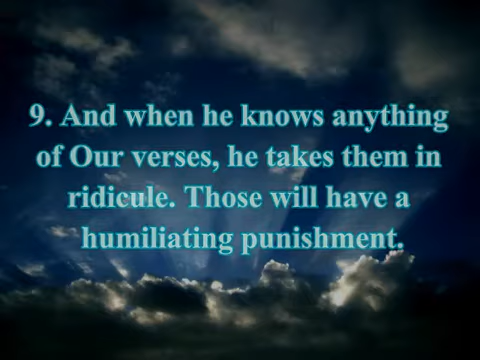 9. And when he knows anything
of Our verses, he takes them in
ridicule. Those will have a
humiliating punishment.